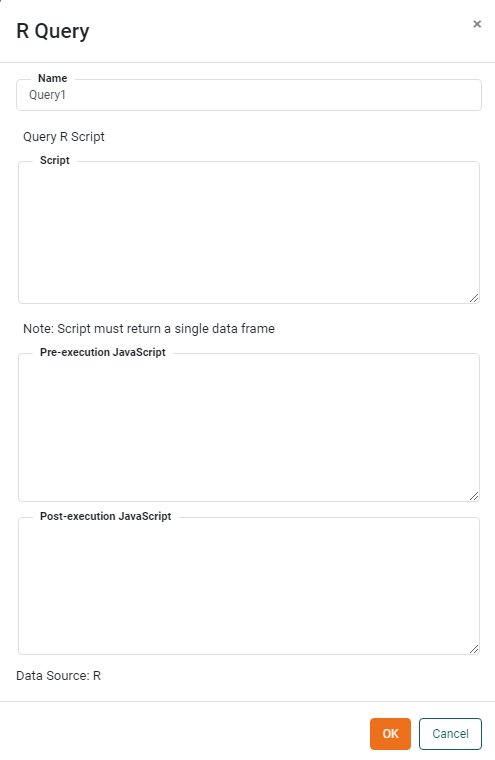 R Query
×
Name
Query1
Query R Script
Script
Note: Script must return a single data frame
Pre-execution JavaScript
Post-execution JavaScript
Data Source: R
OK Cancel